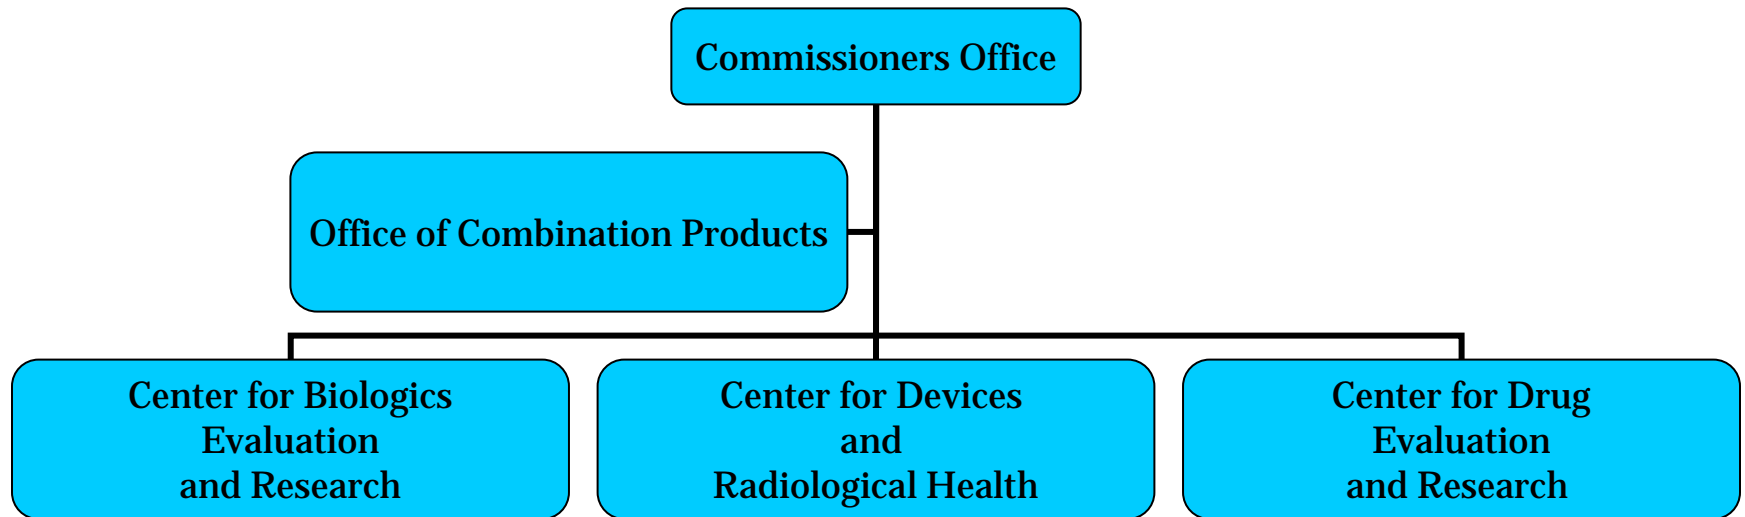 Commissioners Office
Office of Combination Products
Center for Biologics
Evaluation
and Research
Center for Devices
and
Radiological Health
Center for Drug
Evaluation
and Research